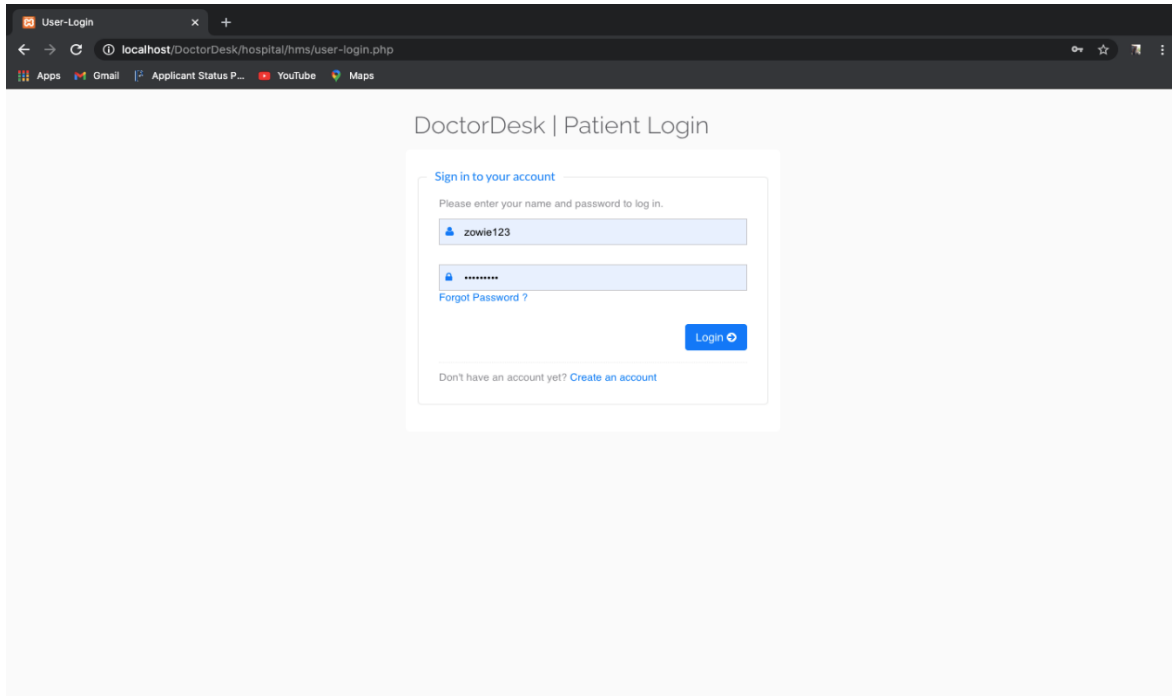 User-Login
localhost/DoctorDesk/hospital/hms/user-login.php
Apps Gmail Applicant Status P... YouTube Maps
DoctorDesk | Patient Login
Sign in to your account
Please enter your name and password to log in.
zowie123
•••••••••
Forgot Password ?
Login
Don't have an account yet? Create an account